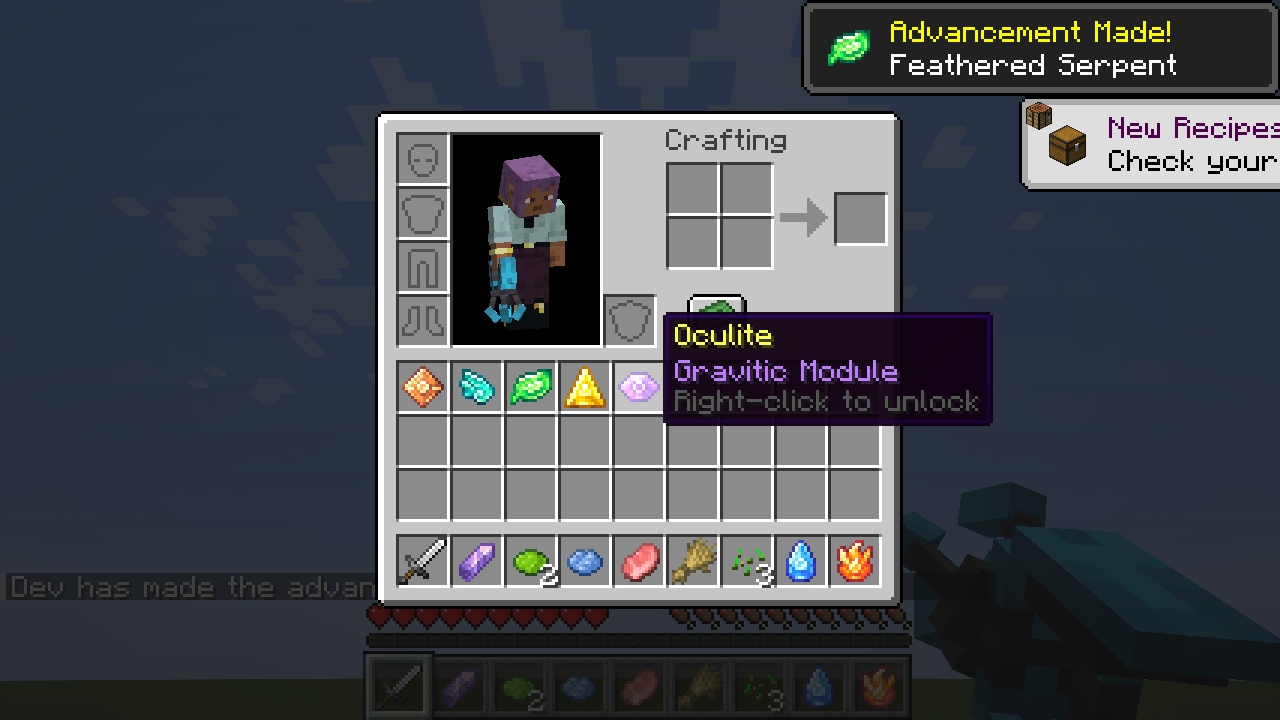 Advancement Made!
Feathered Serpent
New Recipes
Check your
Crafting
Oculite
Gravitic Module
Right-click to unlock
2
3
Dev has made the advan
2
3